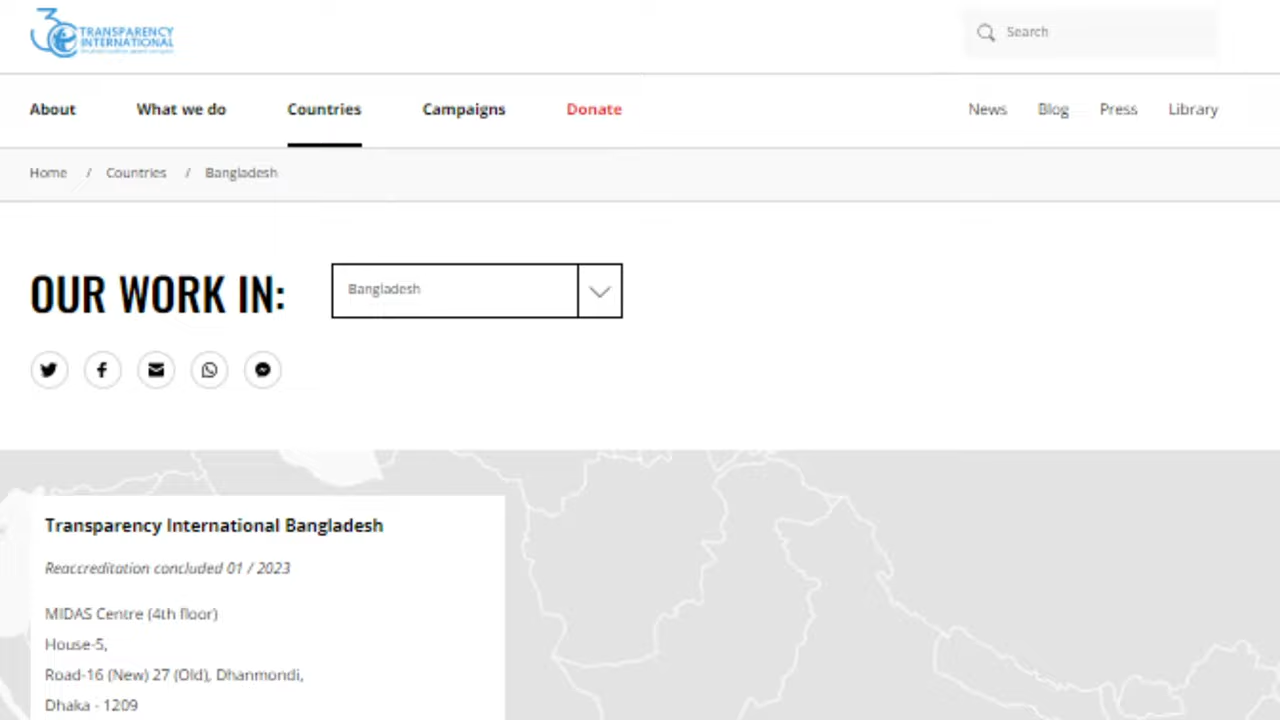 30
TRANSPARENCY
INTERNATIONAL
Search
About
What we do
Countries
Campaigns
Donate
News
Blog
Press
Library
Home / Countries / Bangladesh
OUR WORK IN:
Bangladesh
Transparency International Bangladesh
Reaccreditation concluded 01 / 2023
MIDAS Centre (4th floor)
House-5,
Road-16 (New) 27 (Old), Dhanmondi,
Dhaka - 1209